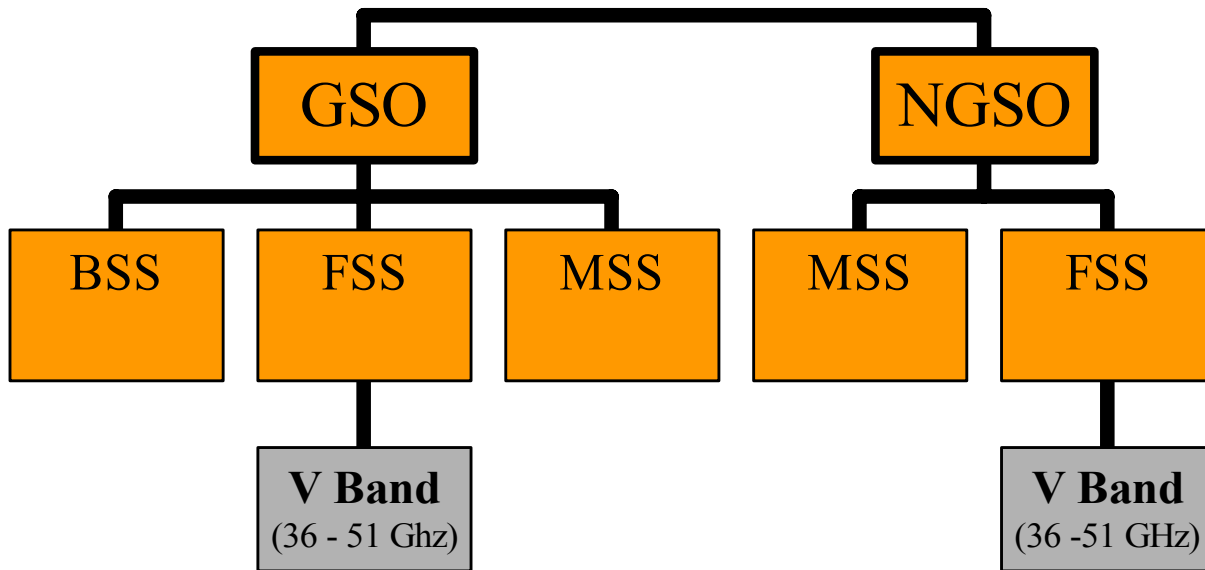 GSO
NGSO
BSS
FSS
MSS
MSS
FSS
V Band
(36 - 51 Ghz)
V Band
(36 -51 GHz)